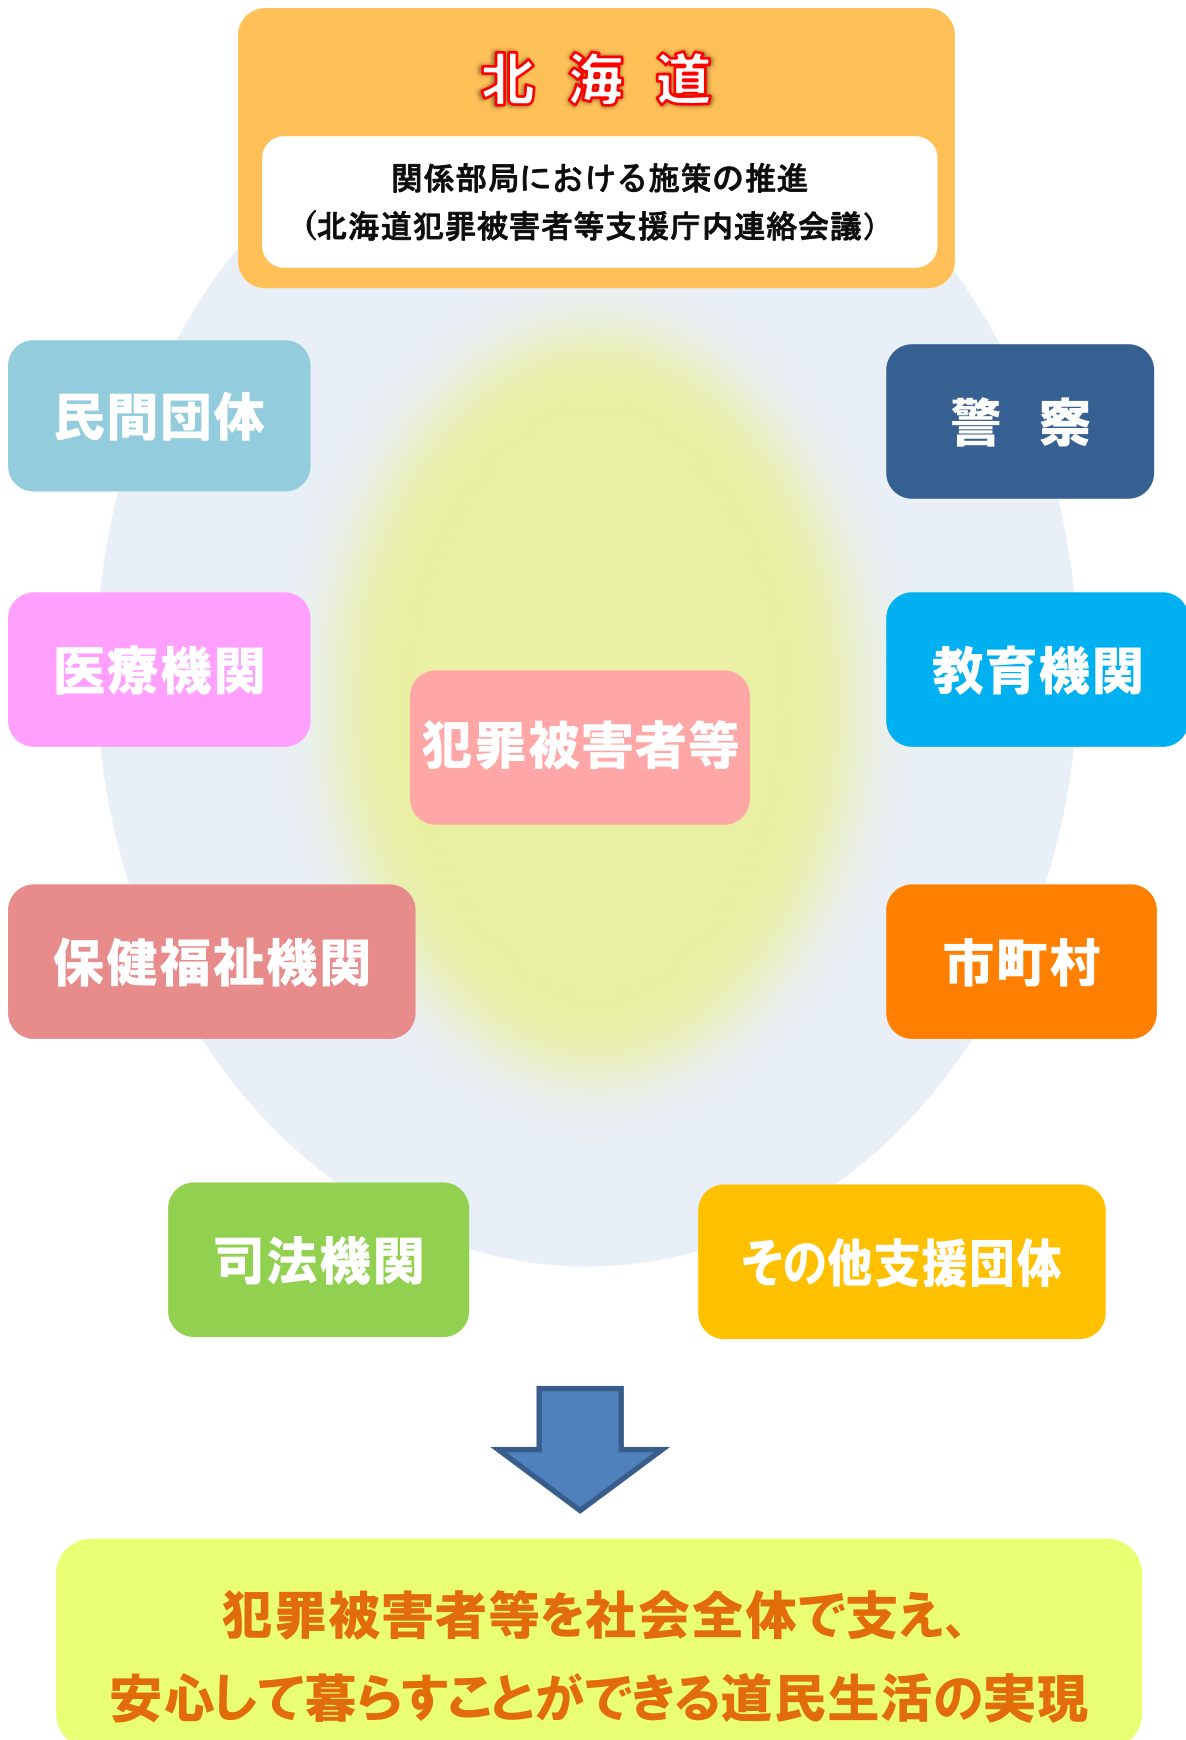 北 海 道
関係部局における施策の推進
(北海道犯罪被害者等支援庁内連絡会議)
民間団体
警 察
医療機関
教育機関
犯罪被害者等
保健福祉機関
市町村
司法機関
その他支援団体
犯罪被害者等を社会全体で支え、
安心して暮らすことができる道民生活の実現